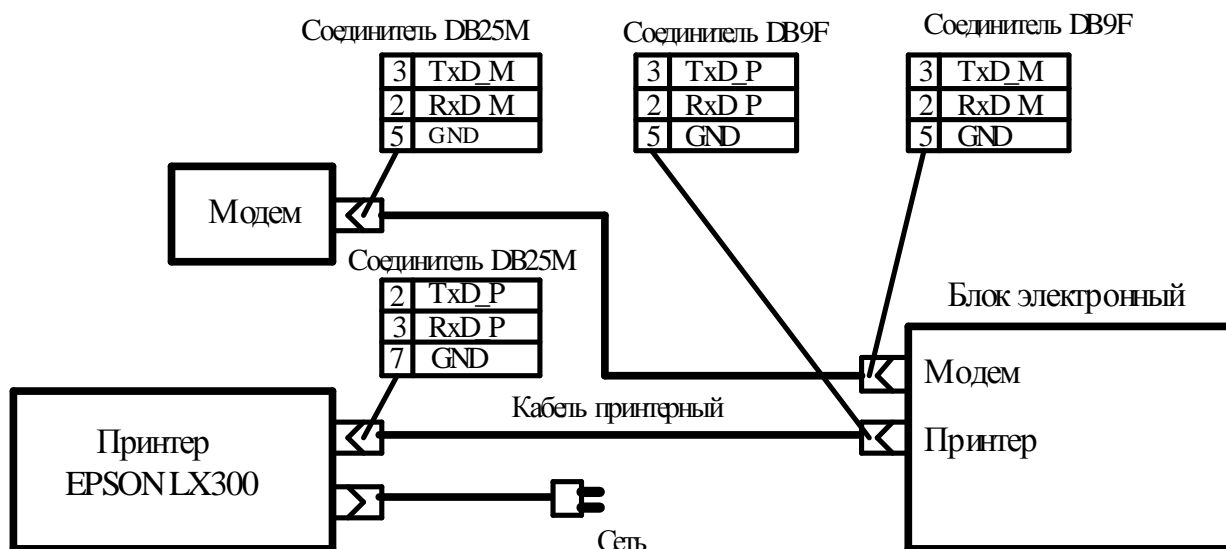 Соединитель DB25M
3 TxD_M
2 RxD_M
5 GND
Соединитель DB9F
3 TxD_P
2 RxD_P
5 GND
Соединитель DB9F
3 TxD_M
2 RxD_M
5 GND
Модем
Соединитель DB25M
2 TxD_P
3 RxD_P
7 GND
Блок электронный
Модем
Принтер
Кабель принтерный
Принтер
EPSON LX300
Сеть